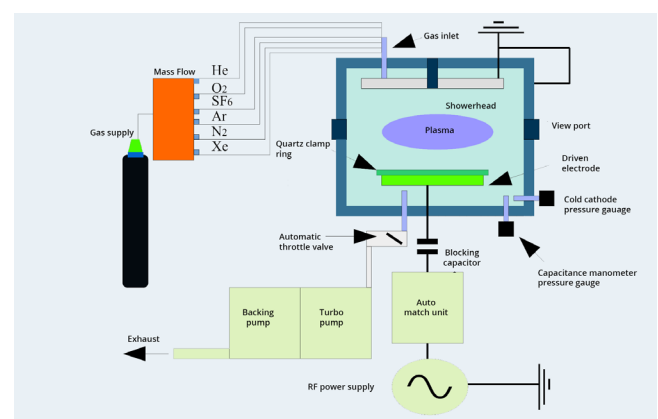 Gas inlet
Mass Flow
He
O2
SF6
Ar
N2
Xe
Gas supply
Showerhead
Plasma
View port
Quartz clamp
ring
Driven
electrode
Cold cathode
pressure gauage
Automatic
throttle valve
Blocking
capacitor
Capacitance manometer
pressure gauge
Backing
pump
Turbo
pump
Auto
match unit
Exhaust
RF power supply